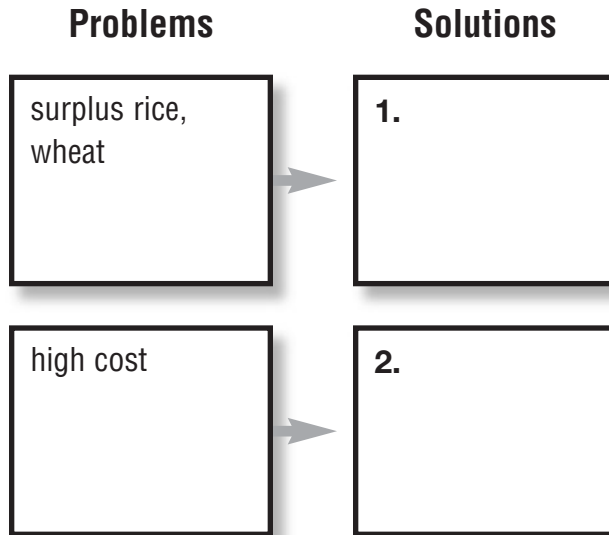 Problems
Solutions
surplus rice,
wheat
1.
high cost
2.